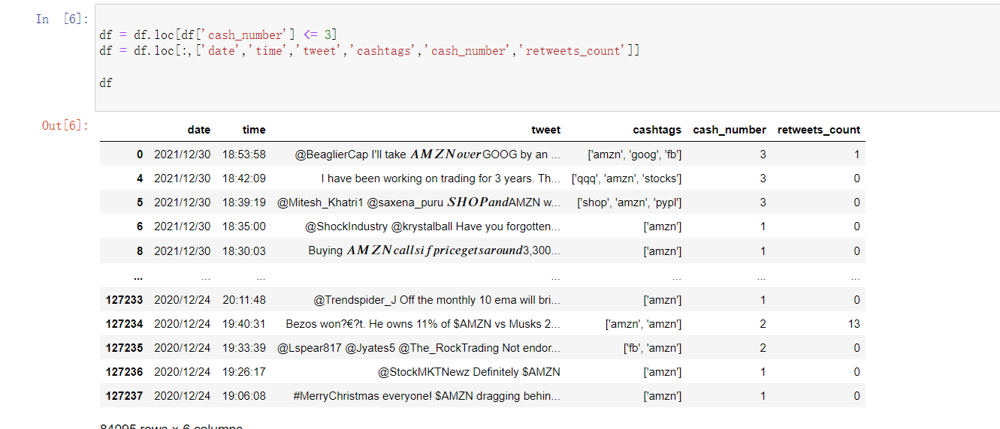 In [6]:
df = df.loc[df['cash_number'] <= 3]
df = df.loc[:,['date','time','tweet','cashtags','cash_number','retweets_count']]
df
Out[6]:
date time tweet cashtags cash_number retweets_count
0 2021/12/30 18:53:58 @BeaglierCap I'll take AMZNoverGOOG by an ... ['amzn', 'goog', 'fb'] 3 1
4 2021/12/30 18:42:09 I have been working on trading for 3 years. Th... ['qqq', 'amzn', 'stocks'] 3 0
5 2021/12/30 18:39:19 @Mitesh_Khatri1 @saxena_puru SHOPandAMZN w... ['shop', 'amzn', 'pypl'] 3 0
6 2021/12/30 18:35:00 @ShockIndustry @krystalball Have you forgotten... ['amzn'] 1 0
8 2021/12/30 18:30:03 Buying AMZNcallsifpricegetsaround3,300... ['amzn'] 1 0
... ... ... ... ... ... ...
127233 2020/12/24 20:11:48 @Trendspider_J Off the monthly 10 ema will bri... ['amzn'] 1 0
127234 2020/12/24 19:40:31 Bezos won?€?t. He owns 11% of $AMZN vs Musks 2... ['amzn', 'amzn'] 2 13
127235 2020/12/24 19:33:39 @Lspear817 @Jyates5 @The_RockTrading Not endor... ['fb', 'amzn'] 2 0
127236 2020/12/24 19:26:17 @StockMKTNewz Definitely $AMZN ['amzn'] 1 0
127237 2020/12/24 19:06:08 #MerryChristmas everyone! $AMZN dragging behin... ['amzn'] 1 0
84095 rows × 6 columns